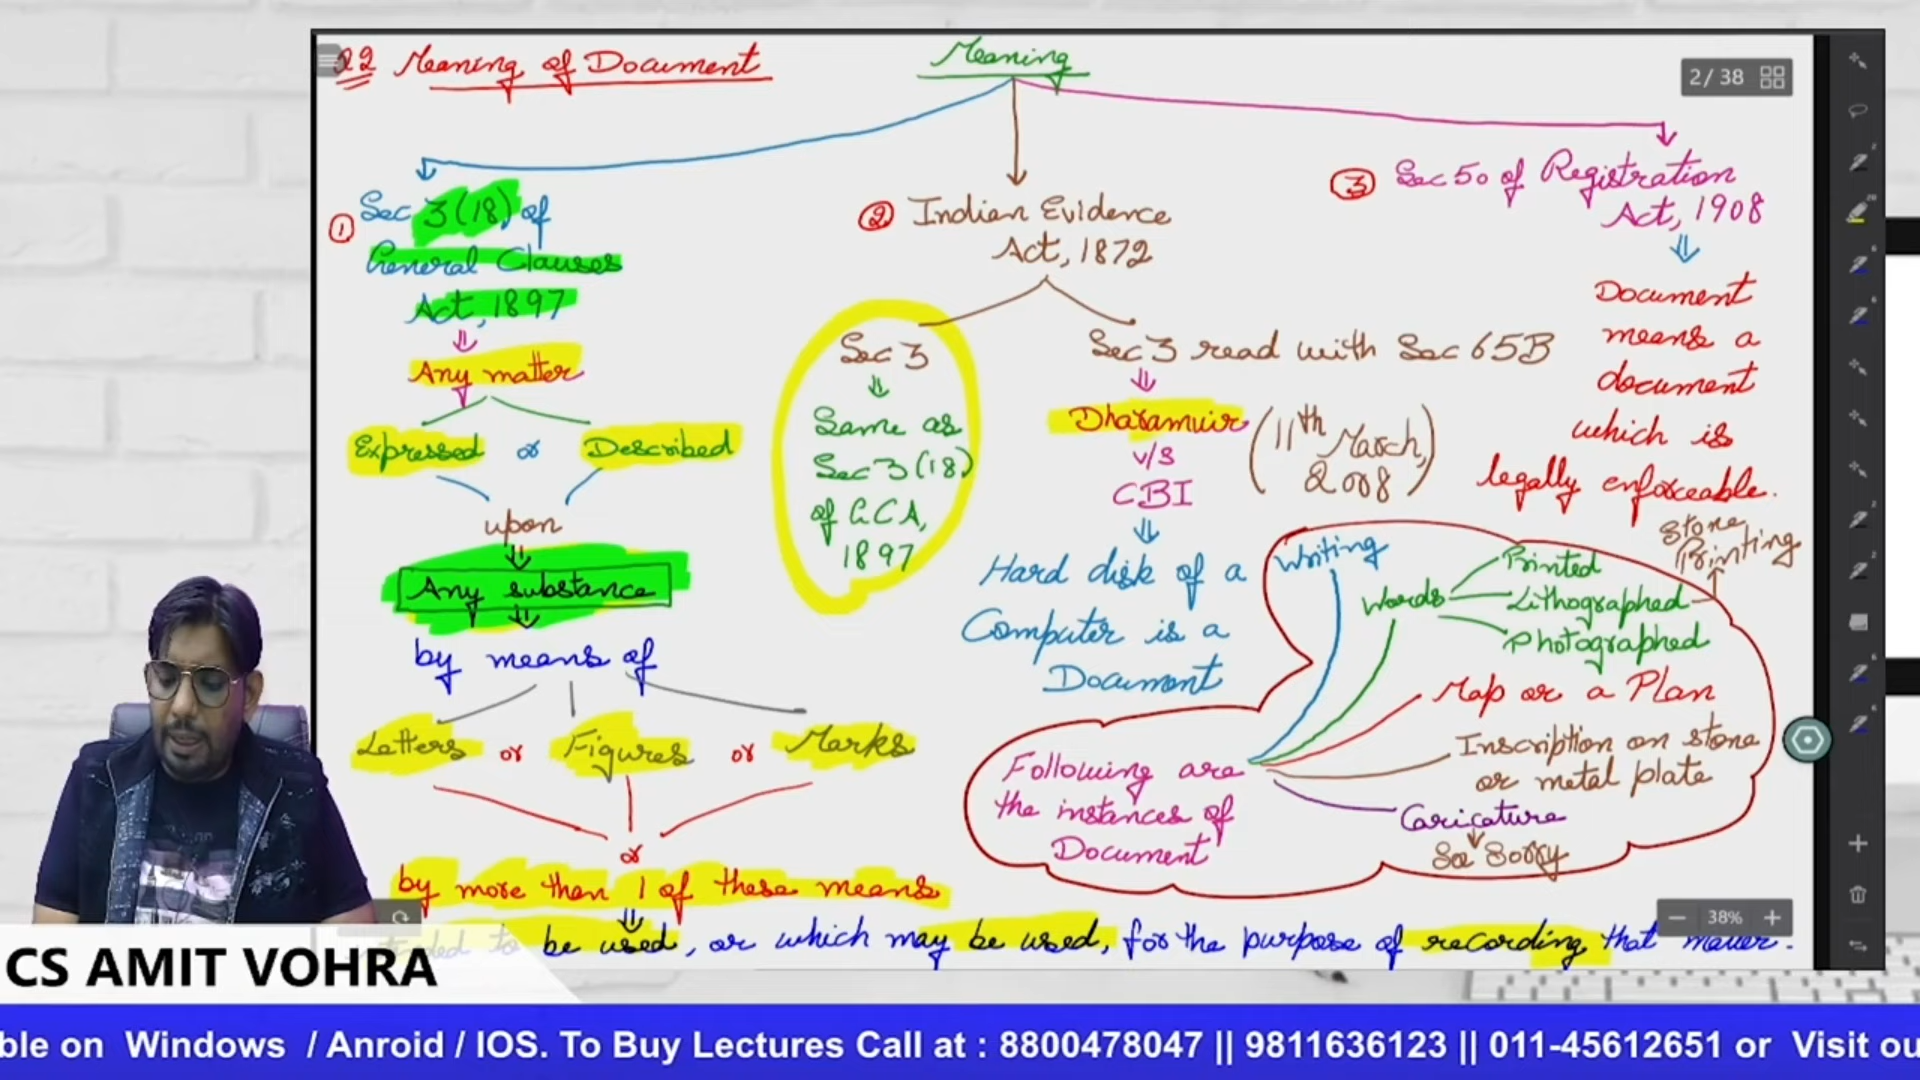 22 Meaning of Document
Meaning
2/38
① Sec 3(18) of
General Clauses
Act, 1897
Any matter
Expressed or Described
upon
Any substance
by means of
Letters or Figures or Marks
or
by more than 1 of these means
to be used, or which may be used, for the purpose of recording that matter.
② Indian Evidence
Act, 1872
Sec 3
Same as
Sec 3(18)
of GCA,
1897
Sec 3 read with Sec 65B
Dharamvir
v/s
CBI
(11th March,
2008)
Hard disk of a
Computer is a
Document
③ Sec 50 of Registration
Act, 1908
Document
means a
document
which is
legally enforceable.
Following are
the instances of
Document
Writing
Words
Printed
Lithographed
Photographed
Stone
Printing
Map or a Plan
Inscription on stone
or metal plate
Caricature
38%
CS AMIT VOHRA
ble on Windows / Anroid / IOS. To Buy Lectures Call at : 8800478047 || 9811636123 || 011-45612651 or Visit ou